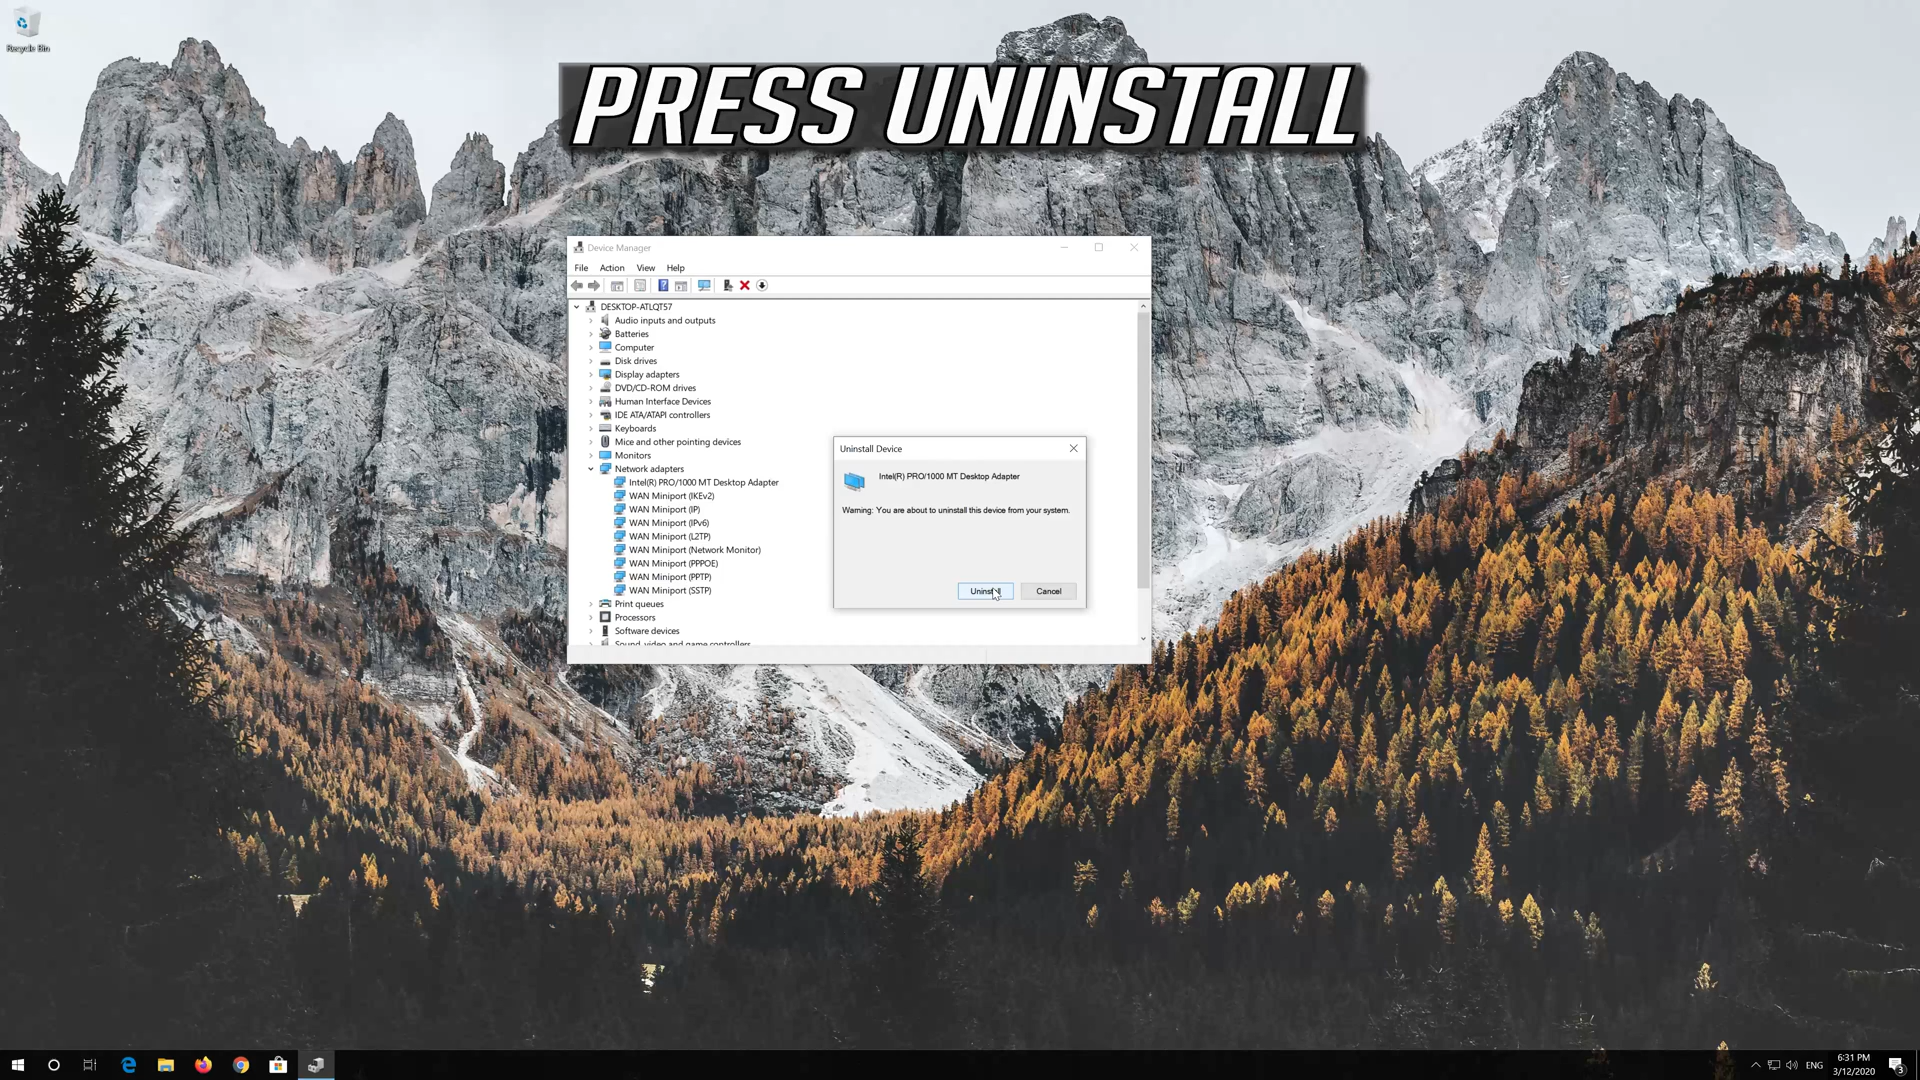 Recycle Bin
PRESS UNINSTALL
Device Manager
File Action View Help
DESKTOP-ATLQT57
Audio inputs and outputs
Batteries
Computer
Disk drives
Display adapters
DVD/CD-ROM drives
Human Interface Devices
IDE ATA/ATAPI controllers
Keyboards
Mice and other pointing devices
Monitors
Network adapters
Intel(R) PRO/1000 MT Desktop Adapter
WAN Miniport (IKEv2)
WAN Miniport (IP)
WAN Miniport (IPv6)
WAN Miniport (L2TP)
WAN Miniport (Network Monitor)
WAN Miniport (PPPOE)
WAN Miniport (PPTP)
WAN Miniport (SSTP)
Print queues
Processors
Software devices
Sound, video and game controllers
Uninstall Device
Intel(R) PRO/1000 MT Desktop Adapter
Warning: You are about to uninstall this device from your system.
Uninstall
Cancel
ENG
6:31 PM
3/12/2020
3